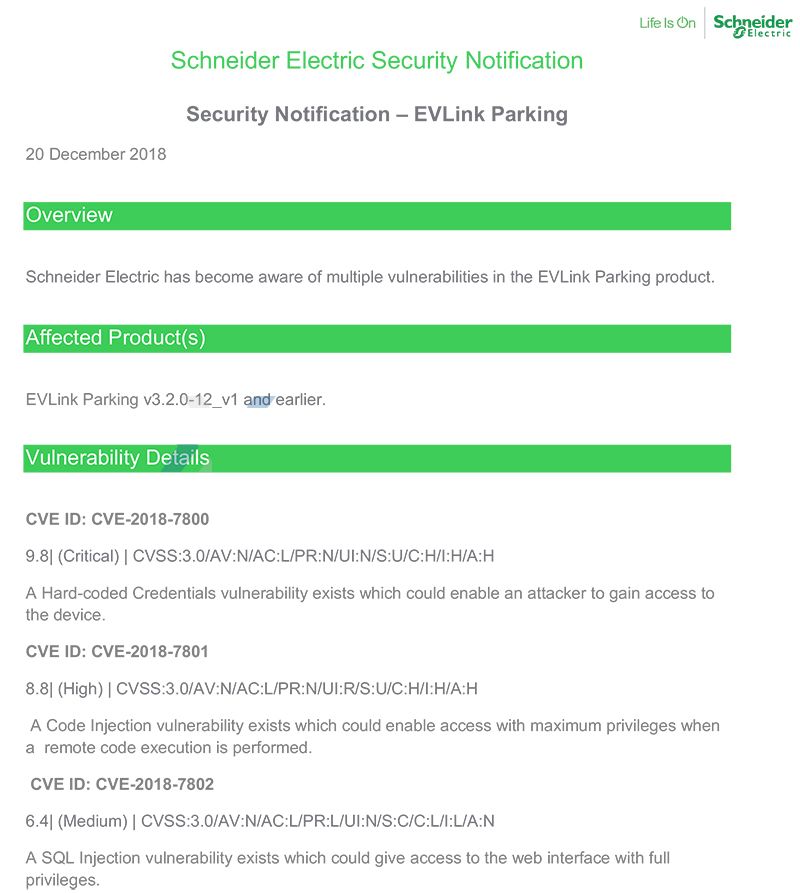 Life Is On
Schneider
Electric
Schneider Electric Security Notification
Security Notification – EVLink Parking
20 December 2018
Overview
Schneider Electric has become aware of multiple vulnerabilities in the EVLink Parking product.
Affected Product(s)
EVLink Parking v3.2.0-12_v1 and earlier.
Vulnerability Details
CVE ID: CVE-2018-7800
9.8| (Critical) | CVSS:3.0/AV:N/AC:L/PR:N/UI:N/S:U/C:H/I:H/A:H
A Hard-coded Credentials vulnerability exists which could enable an attacker to gain access to
the device.
CVE ID: CVE-2018-7801
8.8| (High) | CVSS:3.0/AV:N/AC:L/PR:N/UI:R/S:U/C:H/I:H/A:H
A Code Injection vulnerability exists which could enable access with maximum privileges when
a remote code execution is performed.
CVE ID: CVE-2018-7802
6.4| (Medium) | CVSS:3.0/AV:N/AC:L/PR:L/UI:N/S:C/C:L/I:L/A:N
A SQL Injection vulnerability exists which could give access to the web interface with full
privileges.